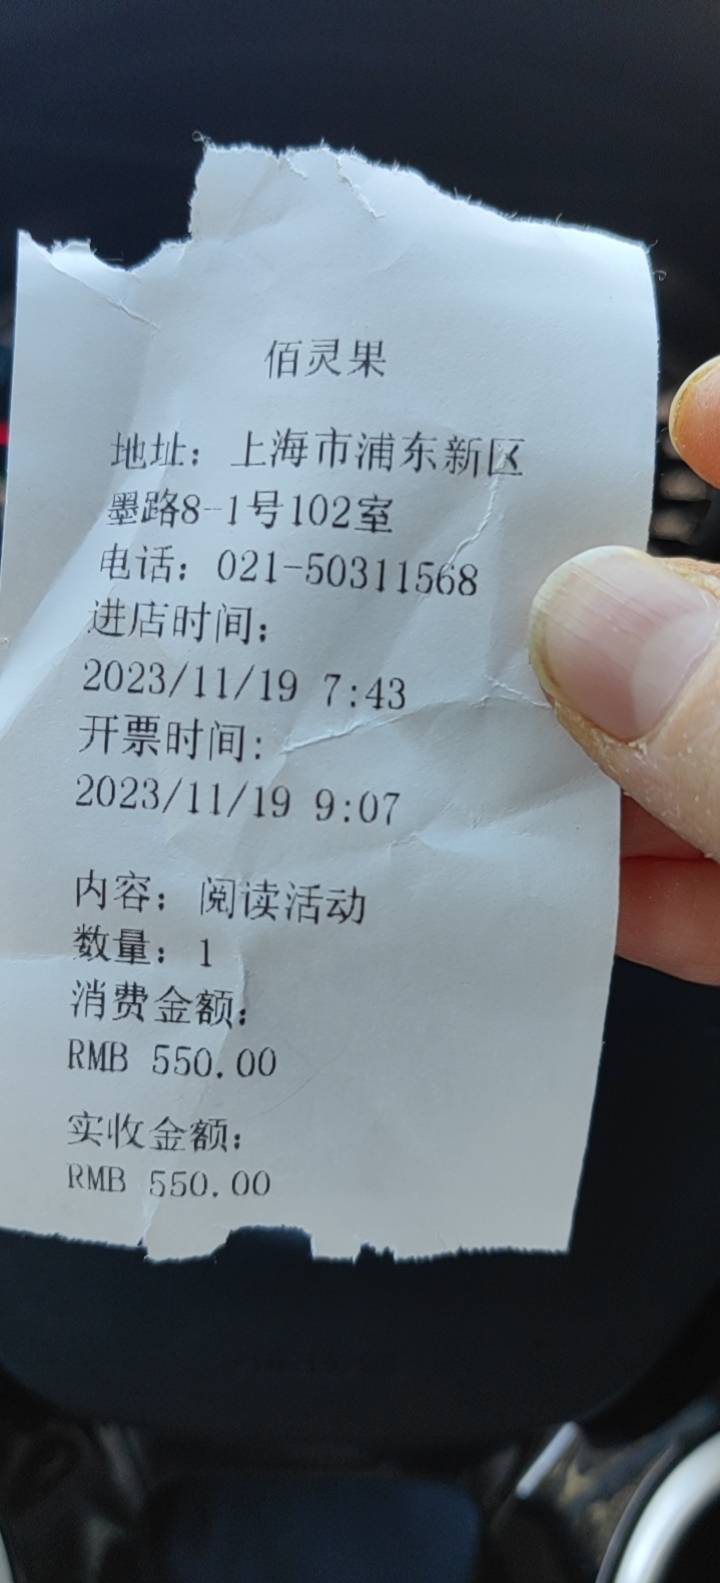 佰灵果
地址：上海市浦东新区
墨路8-1号102室
电话：021-50311568
进店时间：
2023/11/19 7:43
开票时间：
2023/11/19 9:07
内容：阅读活动
数量：1
消费金额：
RMB 550.00
实收金额：
RMB 550.00